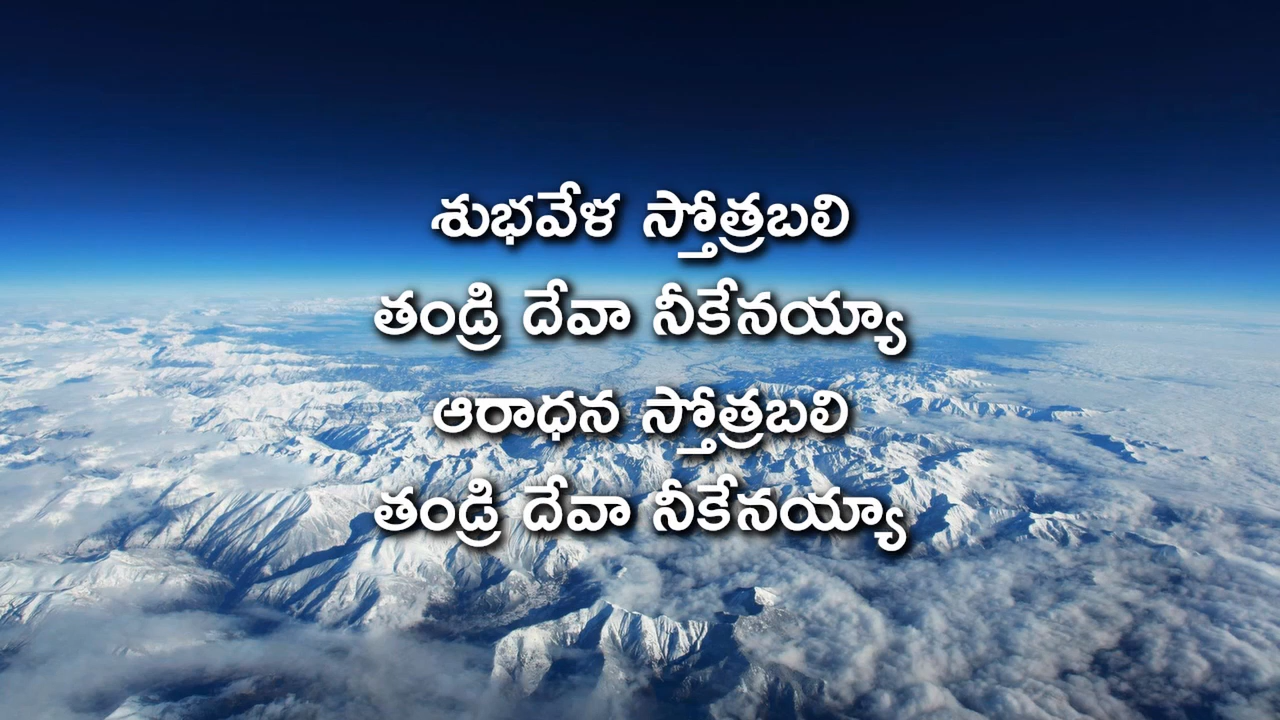 శుభవేళ స్తోత్రబలి
తండ్రి దేవా నీకేనయ్యా
ఆరాధన స్తోత్రబలి
తండ్రి దేవా నీకేనయ్యా